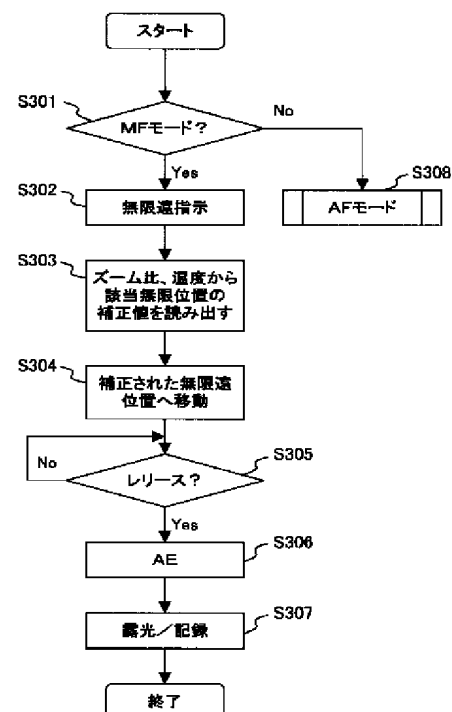 スタート
S301
MFモード?
No
Yes
S302
無限遠指示
S308
AFモード
S303
ズーム比、温度から
該当無限位置の
補正値を読み出す
S304
補正された無限遠
位置へ移動
No
レリース?
S305
Yes
AE
S306
露光/記録
S307
終了